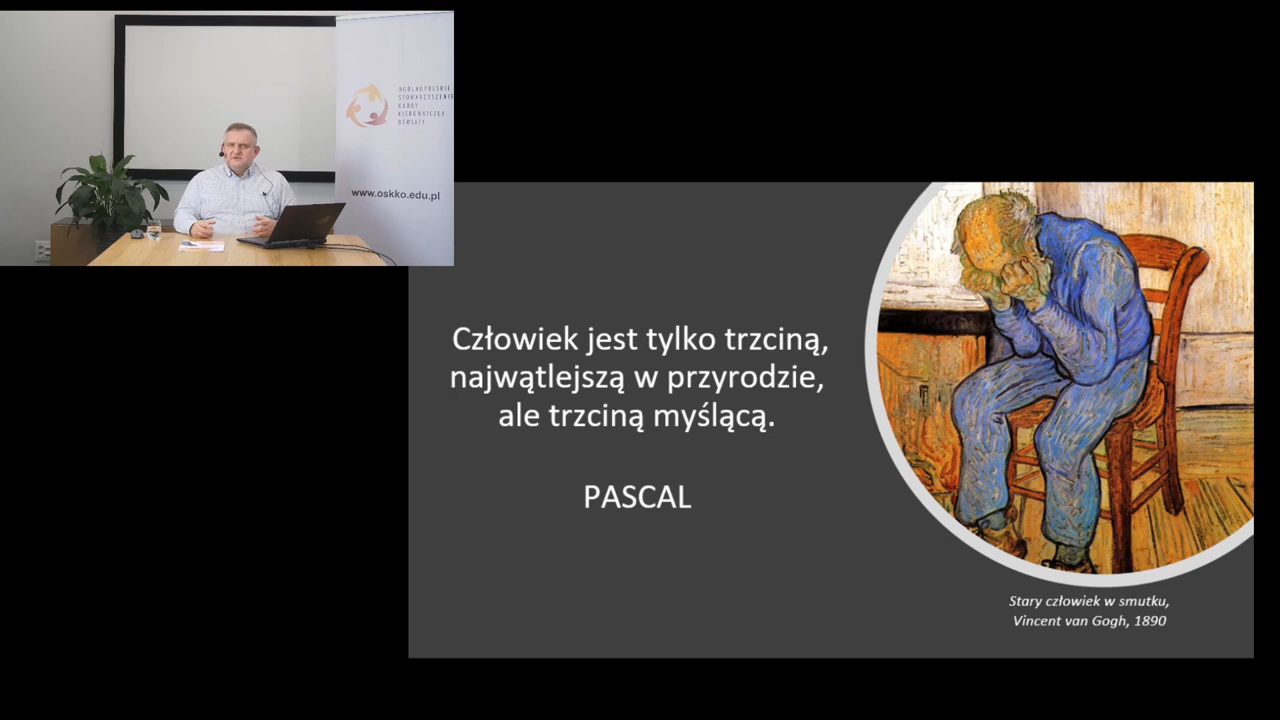 OGÓLNOPOLSKIE
STOWARZYSZENIE
KADRY
KIEROWNICZEJ
OŚWIATY
www.oskko.edu.pl
Człowiek jest tylko trzciną,
najwątlejszą w przyrodzie,
ale trzciną myślącą.
PASCAL
Stary człowiek w smutku,
Vincent van Gogh, 1890